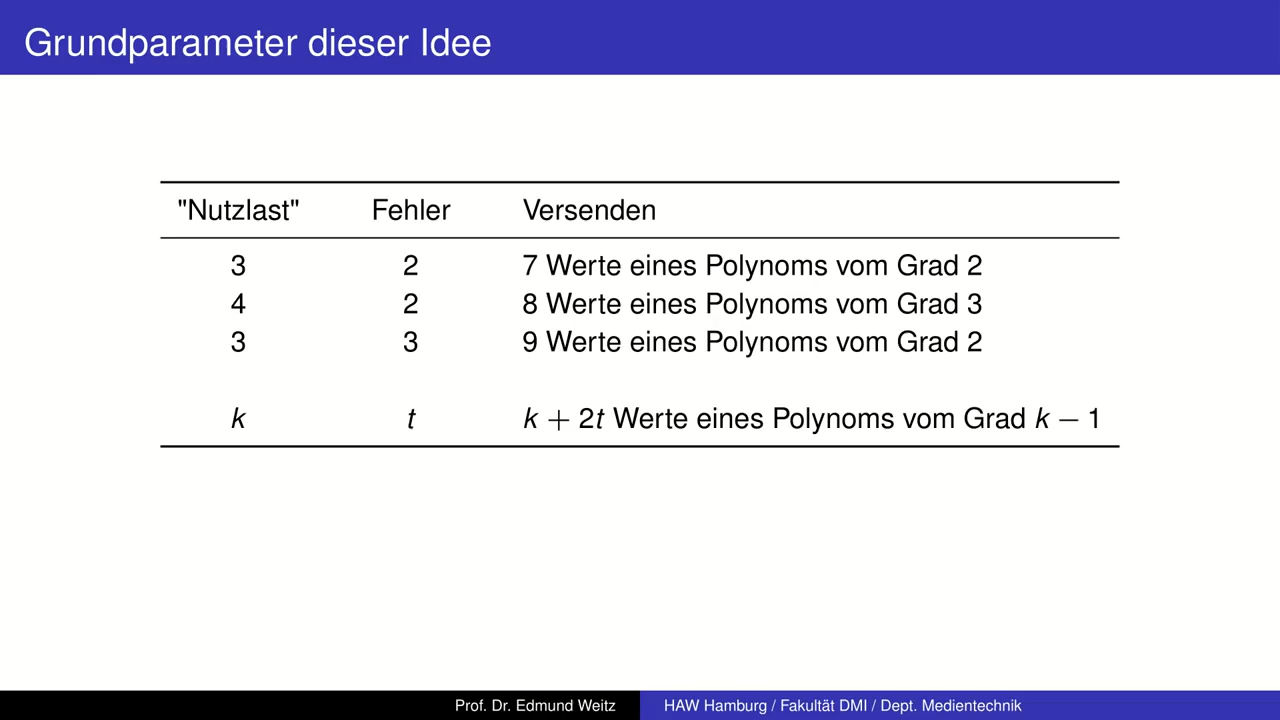 Grundparameter dieser Idee
"Nutzlast" Fehler Versenden
3 2 7 Werte eines Polynoms vom Grad 2
4 2 8 Werte eines Polynoms vom Grad 3
3 3 9 Werte eines Polynoms vom Grad 2
k t k + 2t Werte eines Polynoms vom Grad k − 1
Prof. Dr. Edmund Weitz HAW Hamburg / Fakultät DMI / Dept. Medientechnik